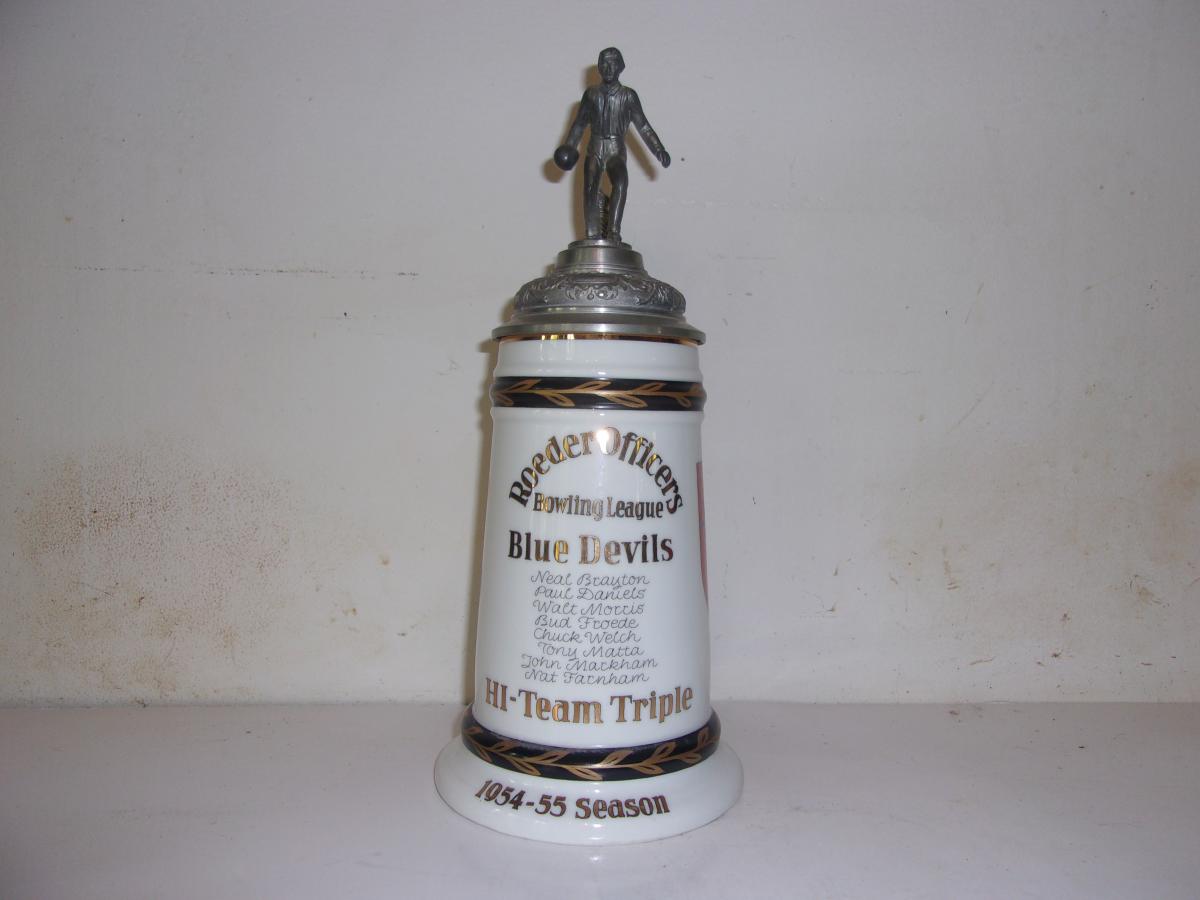 Roeder Officers
Bowling League
Blue Devils
Neal Brayton
Paul Daniels
Walt Morris
Bud Froede
Chuck Welch
Tony Matta
John Markham
Nat Farnham
HI-Team Triple
1954-55 Season